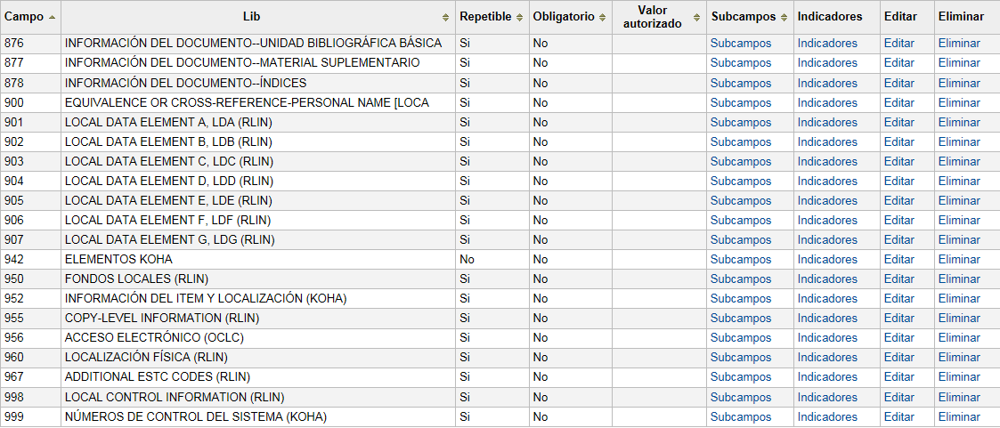 Campo Lib Repetible Obligatorio Valor autorizado Subcampos Indicadores Editar Eliminar
876 INFORMACIÓN DEL DOCUMENTO--UNIDAD BIBLIOGRÁFICA BÁSICA Si No Subcampos Indicadores Editar Eliminar
877 INFORMACIÓN DEL DOCUMENTO--MATERIAL SUPLEMENTARIO Si No Subcampos Indicadores Editar Eliminar
878 INFORMACIÓN DEL DOCUMENTO--ÍNDICES Si No Subcampos Indicadores Editar Eliminar
900 EQUIVALENCE OR CROSS-REFERENCE-PERSONAL NAME [LOCA Si No Subcampos Indicadores Editar Eliminar
901 LOCAL DATA ELEMENT A, LDA (RLIN) Si No Subcampos Indicadores Editar Eliminar
902 LOCAL DATA ELEMENT B, LDB (RLIN) Si No Subcampos Indicadores Editar Eliminar
903 LOCAL DATA ELEMENT C, LDC (RLIN) Si No Subcampos Indicadores Editar Eliminar
904 LOCAL DATA ELEMENT D, LDD (RLIN) Si No Subcampos Indicadores Editar Eliminar
905 LOCAL DATA ELEMENT E, LDE (RLIN) Si No Subcampos Indicadores Editar Eliminar
906 LOCAL DATA ELEMENT F, LDF (RLIN) Si No Subcampos Indicadores Editar Eliminar
907 LOCAL DATA ELEMENT G, LDG (RLIN) Si No Subcampos Indicadores Editar Eliminar
942 ELEMENTOS KOHA No No Subcampos Indicadores Editar Eliminar
950 FONDOS LOCALES (RLIN) Si No Subcampos Indicadores Editar Eliminar
952 INFORMACIÓN DEL ITEM Y LOCALIZACIÓN (KOHA) Si No Subcampos Indicadores Editar Eliminar
955 COPY-LEVEL INFORMATION (RLIN) Si No Subcampos Indicadores Editar Eliminar
956 ACCESO ELECTRÓNICO (OCLC) Si No Subcampos Indicadores Editar Eliminar
960 LOCALIZACIÓN FÍSICA (RLIN) Si No Subcampos Indicadores Editar Eliminar
967 ADDITIONAL ESTC CODES (RLIN) Si No Subcampos Indicadores Editar Eliminar
998 LOCAL CONTROL INFORMATION (RLIN) Si No Subcampos Indicadores Editar Eliminar
999 NÚMEROS DE CONTROL DEL SISTEMA (KOHA) Si No Subcampos Indicadores Editar Eliminar